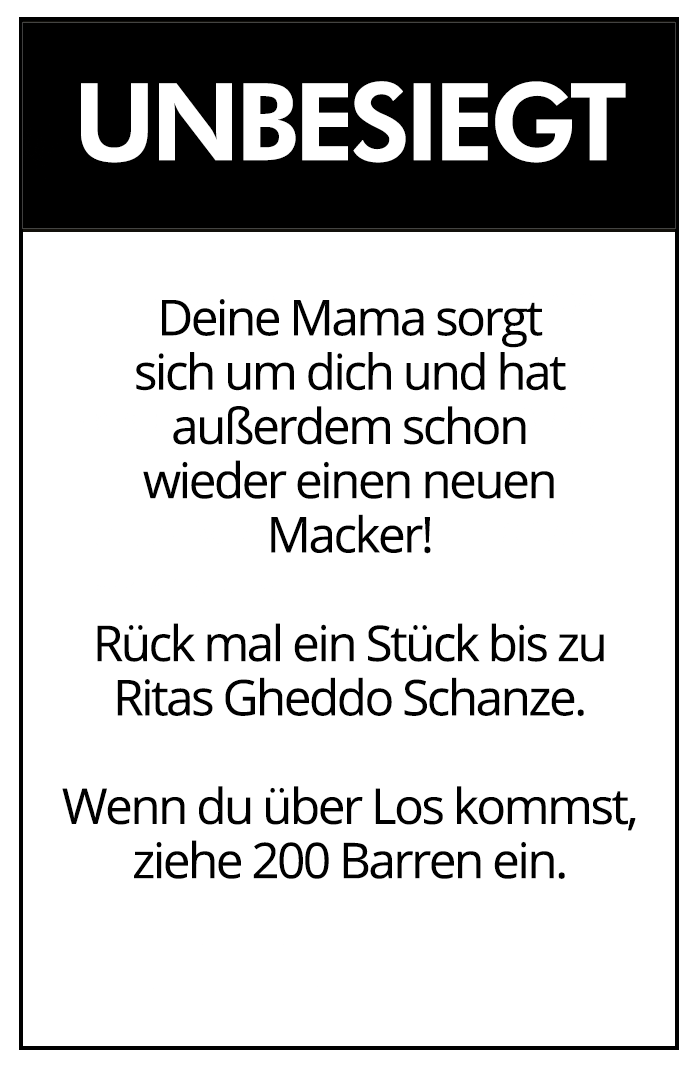 UNBESIEGT
Deine Mama sorgt
sich um dich und hat
außerdem schon
wieder einen neuen
Macker!
Rück mal ein Stück bis zu
Ritas Gheddo Schanze.
Wenn du über Los kommst,
ziehe 200 Barren ein.